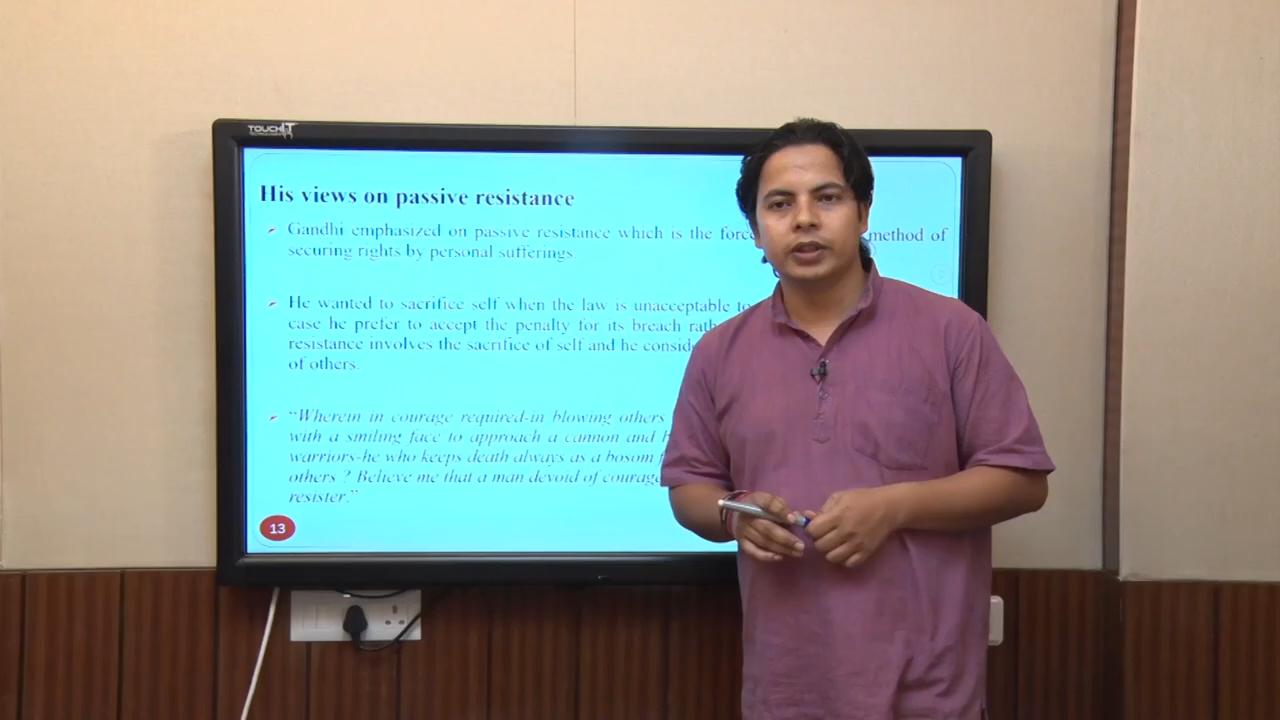 TOUCHIT
His views on passive resistance
Gandhi emphasized on passive resistance which is the force method of
securing rights by personal sufferings.
He wanted to sacrifice self when the law is unacceptable to
case he prefer to accept the penalty for its breach
resistance involves the sacrifice of self and he
of others.
“Wherein in courage required-in blowing others
with a smiling face to approach a cannon and
warriors-he who keeps death always as a bosom
others ? Believe me that a man devoid of courage
resister.”
13